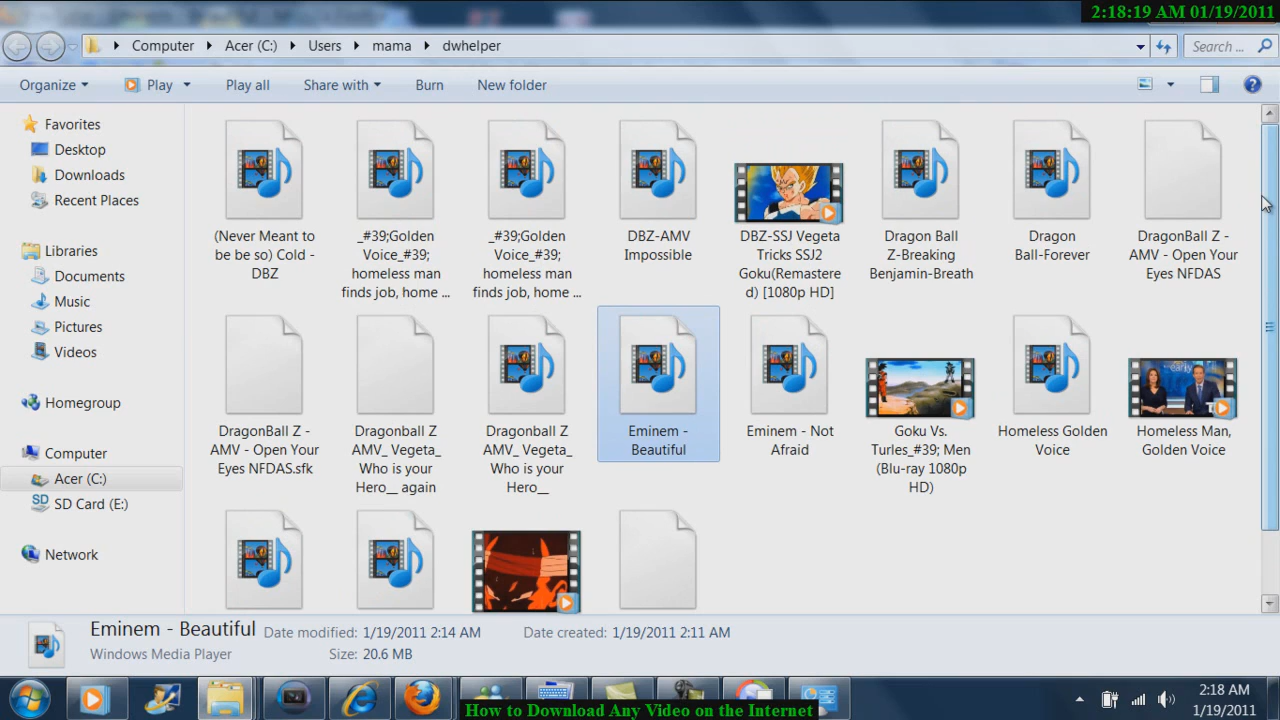 2:18:19 AM 01/19/2011
Computer Acer (C:) Users mama dwhelper Search ...
Organize Play Play all Share with Burn New folder
Favorites
Desktop
Downloads
Recent Places
Libraries
Documents
Music
Pictures
Videos
Homegroup
Computer
Acer (C:)
SD Card (E:)
Network
(Never Meant to
be be so) Cold -
DBZ
_#39;Golden
Voice_#39;
homeless man
finds job, home ...
_#39;Golden
Voice_#39;
homeless man
finds job, home ...
DBZ-AMV
Impossible
DBZ-SSJ Vegeta
Tricks SSJ2
Goku(Remastere
d) [1080p HD]
Dragon Ball
Z-Breaking
Benjamin-Breath
Dragon
Ball-Forever
DragonBall Z -
AMV - Open Your
Eyes NFDAS
DragonBall Z -
AMV - Open Your
Eyes NFDAS.sfk
Dragonball Z
AMV_ Vegeta_
Who is your
Hero__ again
Dragonball Z
AMV_ Vegeta_
Who is your
Hero__
Eminem -
Beautiful
Eminem - Not
Afraid
Goku Vs.
Turles_#39; Men
(Blu-ray 1080p
HD)
Homeless Golden
Voice
Homeless Man,
Golden Voice
Eminem - Beautiful Date modified: 1/19/2011 2:14 AM Date created: 1/19/2011 2:11 AM
Windows Media Player Size: 20.6 MB
2:18 AM
1/19/2011
How to Download Any Video on the Internet